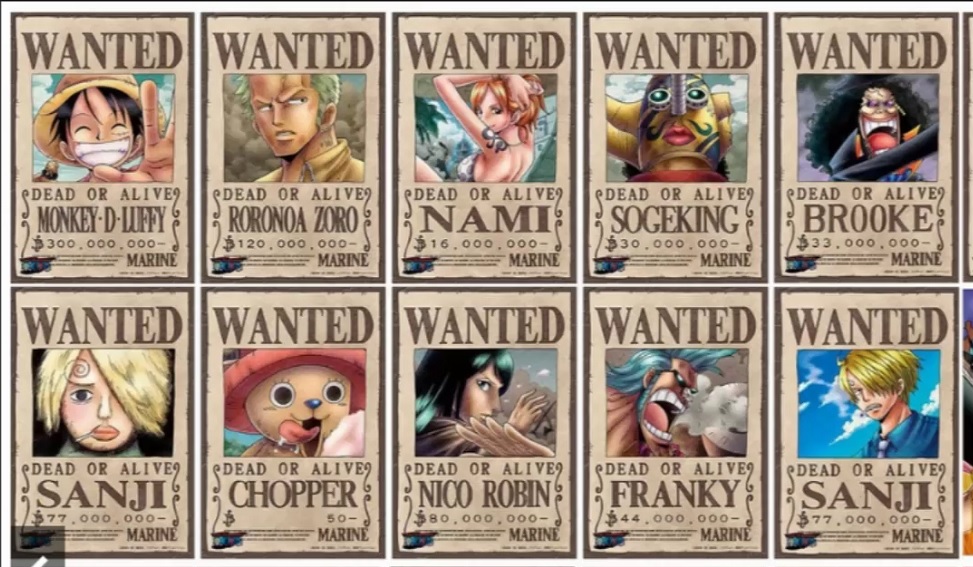 WANTED
DEAD OR ALIVE
MONKEY·D·LUFFY
฿300,000,000-
MARINE
WANTED
DEAD OR ALIVE
RORONOA ZORO
฿120,000,000-
MARINE
WANTED
DEAD OR ALIVE
NAMI
฿16,000,000-
MARINE
WANTED
DEAD OR ALIVE
SOGEKING
฿30,000,000-
MARINE
WANTED
DEAD OR ALIVE
BROOKE
฿33,000,000-
MARINE
WANTED
DEAD OR ALIVE
SANJI
฿77,000,000-
MARINE
WANTED
DEAD OR ALIVE
CHOPPER
฿50-
MARINE
WANTED
DEAD OR ALIVE
NICO ROBIN
฿80,000,000-
MARINE
WANTED
DEAD OR ALIVE
FRANKY
฿44,000,000-
MARINE
WANTED
DEAD OR ALIVE
SANJI
฿77,000,000-
MARINE